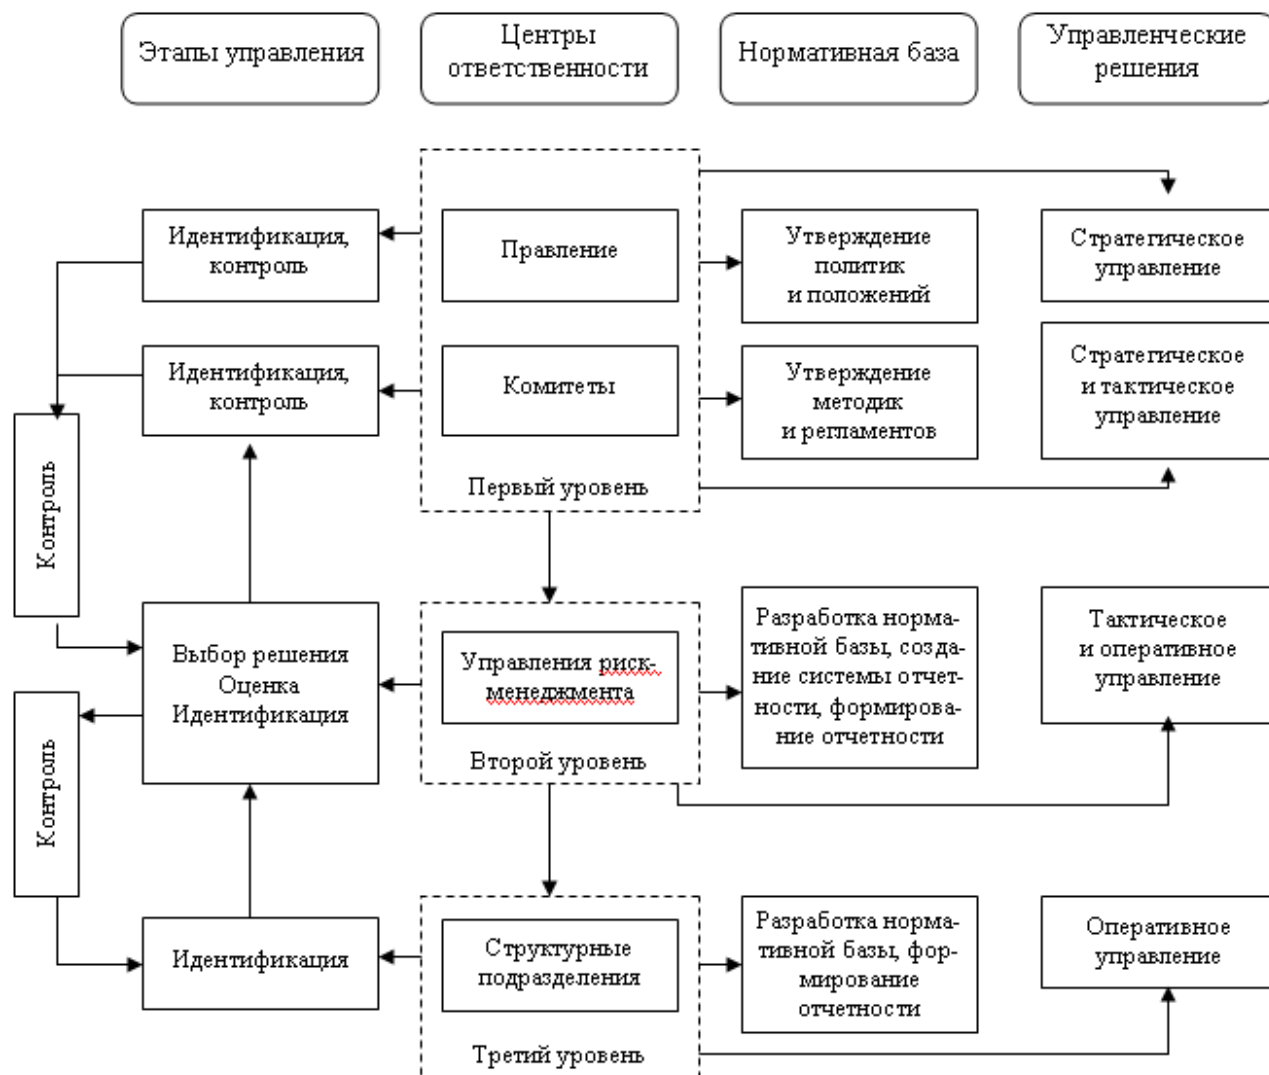 Этапы управления
Центры
ответственности
Нормативная база
Управленческие
решения
Идентификация,
контроль
Правление
Утверждение
политик
и положений
Стратегическое
управление
Идентификация,
контроль
Комитеты
Утверждение
методик
и регламентов
Стратегическое
и тактическое
управление
Первый уровень
Контроль
Выбор решения
Оценка
Идентификация
Управления риск-
менеджмента
Второй уровень
Разработка норма-
тивной базы, созда-
ние системы отчет-
ности, формирова-
ние отчетности
Тактическое
и оперативное
управление
Контроль
Идентификация
Структурные
подразделения
Третий уровень
Разработка норма-
тивной базы, фор-
мирование
отчетности
Оперативное
управление